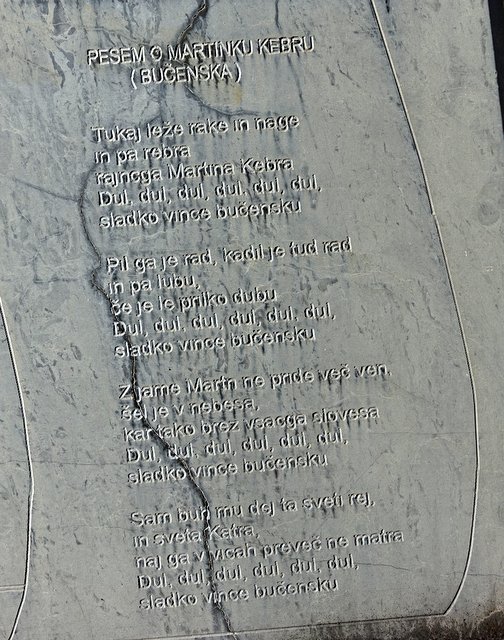 PESEM O MARTINKU KEBRU
(BUČENSKA)
Tukaj leže rake in nage
in pa rebra
rajncga Martina Kebra
Dul, dul, dul, dul, dul, dul,
sladko vince bučensku
Pil ga je rad, kadil je tud rad
in pa lubu,
če je le priliko dubu
Dul, dul, dul, dul, dul, dul,
sladko vince bučensku
Z jame Martn ne pride več ven,
šel je v nebesa,
kar tako brez vsacga slovesa
Dul, dul, dul, dul, dul, dul,
sladko vince bučensku
Sam buh mu dej ta sveti rej,
in sveta Katra,
naj ga v vicah preveč ne matra
Dul, dul, dul, dul, dul, dul,
sladko vince bučensku